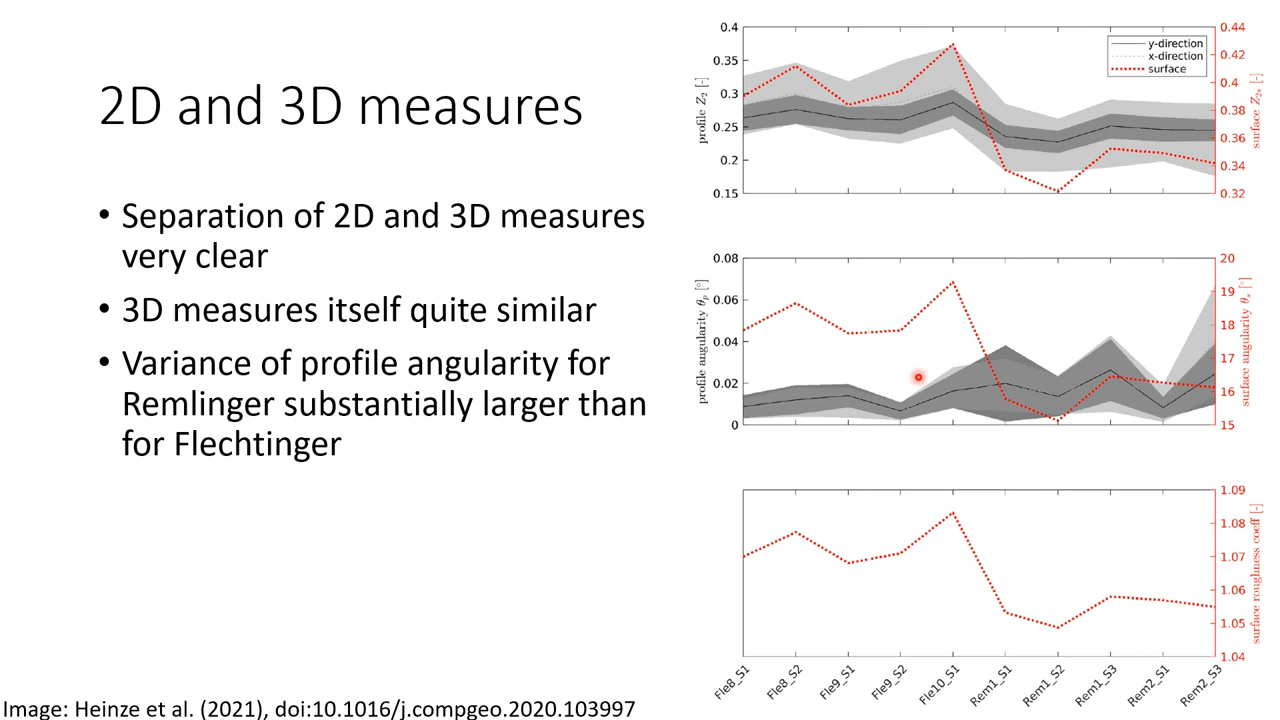 2D and 3D measures
• Separation of 2D and 3D measures
very clear
• 3D measures itself quite similar
• Variance of profile angularity for
Remlinger substantially larger than
for Flechtinger
Image: Heinze et al. (2021), doi:10.1016/j.compgeo.2020.103997
0.4
0.35
0.3
0.25
0.2
0.15
profile Z₂ [-]
y-direction
x-direction
surface
0.44
0.42
0.4
0.38
0.36
0.34
0.32
surface Z₂ₛ [-]
0.08
0.06
0.04
0.02
0
profile angularity θₚ [°]
20
19
18
17
16
15
surface angularity θₛ [°]
1.09
1.08
1.07
1.06
1.05
1.04
surface roughness coeff [-]
Fle8_S1
Fle8_S2
Fle9_S1
Fle9_S2
Fle10_S1
Rem1_S1
Rem1_S2
Rem1_S3
Rem2_S1
Rem2_S3